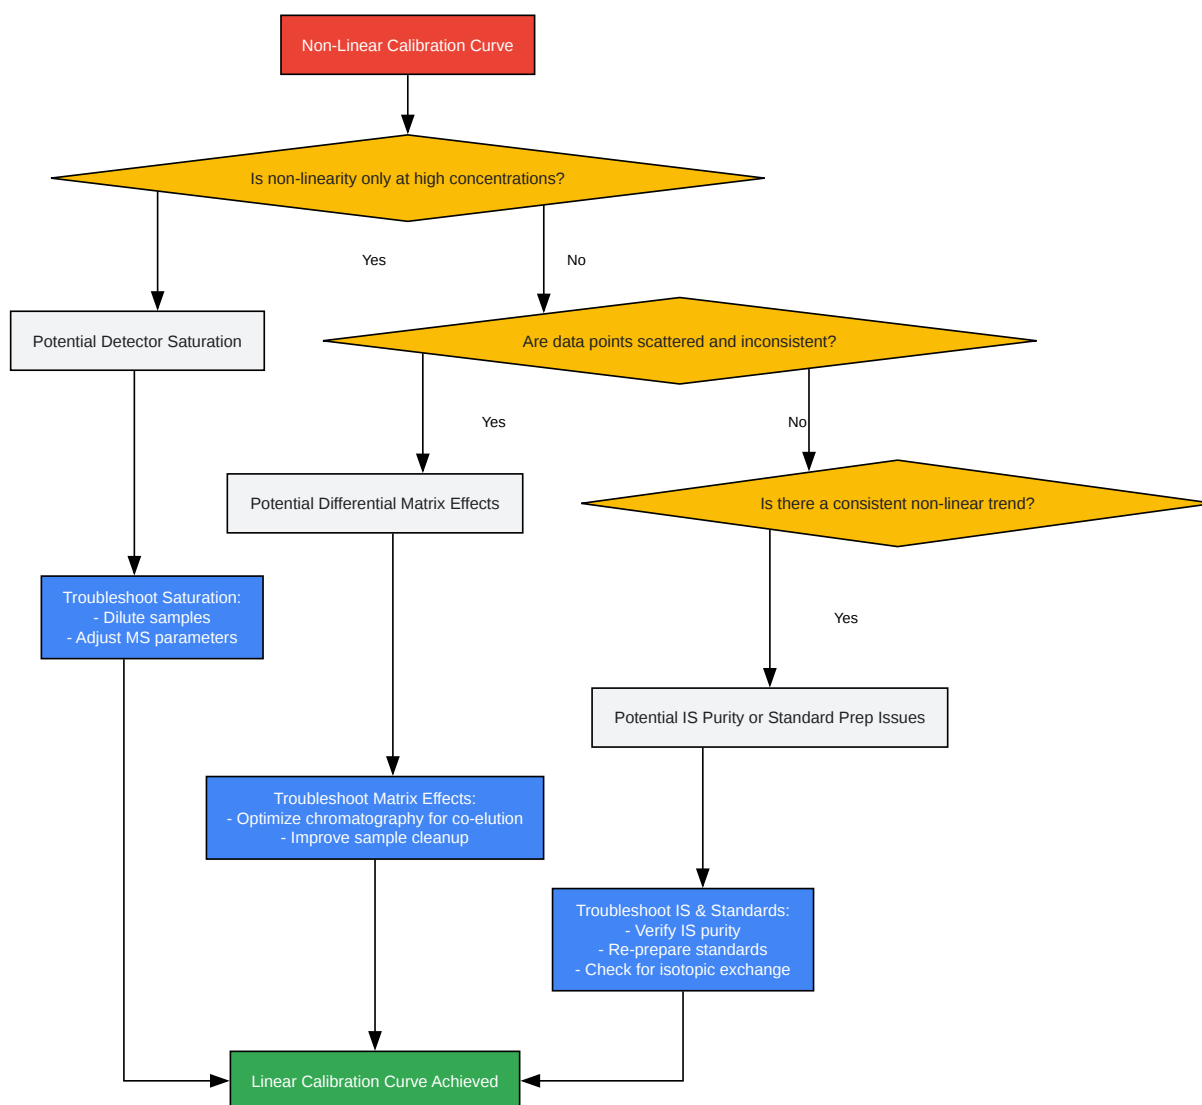 Non-Linear Calibration Curve
Is non-linearity only at high concentrations?
Yes
No
Potential Detector Saturation
Are data points scattered and inconsistent?
Yes
No
Potential Differential Matrix Effects
Is there a consistent non-linear trend?
Troubleshoot Saturation:
- Dilute samples
- Adjust MS parameters
Yes
Potential IS Purity or Standard Prep Issues
Troubleshoot Matrix Effects:
- Optimize chromatography for co-elution
- Improve sample cleanup
Troubleshoot IS & Standards:
- Verify IS purity
- Re-prepare standards
- Check for isotopic exchange
Linear Calibration Curve Achieved